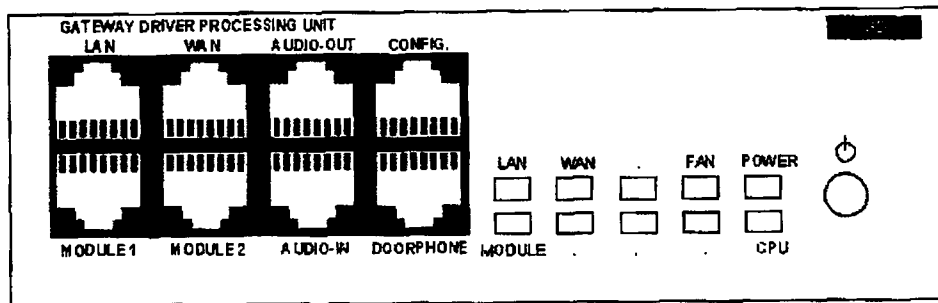 GATEWAY DRIVER PROCESSING UNIT
LAN WAN AUDIO-OUT CONFIG.
MODULE1 MODULE2 AUDIO-IN DOORPHONE
LAN WAN . FAN POWER
MODULE . . . CPU